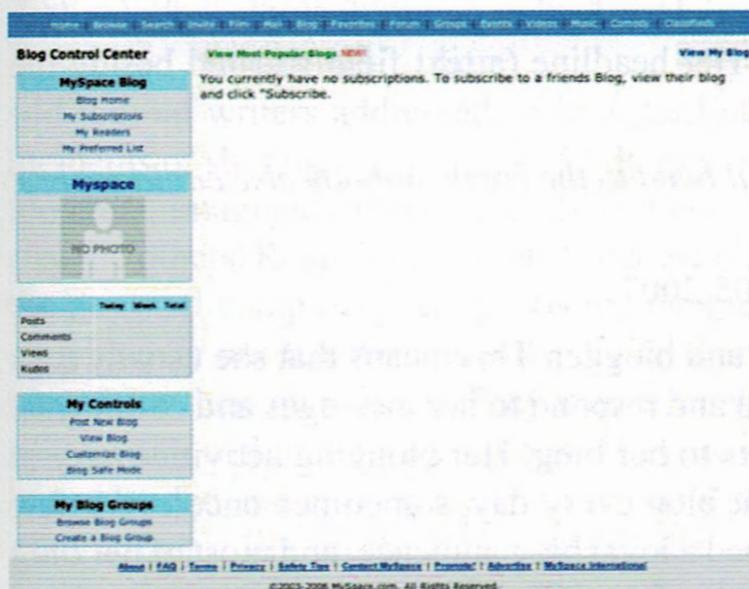 Home | Browse | Search | Invite | Film | Mail | Blog | Favorites | Forum | Groups | Events | Videos | Music | Comedy | Classifieds
Blog Control Center
View Most Popular Blogs NEW!
View My Blog
MySpace Blog
Blog Home
My Subscriptions
My Readers
My Preferred List
You currently have no subscriptions. To subscribe to a friends Blog, view their blog
and click "Subscribe.
Myspace
NO PHOTO
Today Week Total
Posts
Comments
Views
Kudos
My Controls
Post New Blog
View Blog
Customize Blog
Blog Safe Mode
My Blog Groups
Browse Blog Groups
Create a Blog Group
About | FAQ | Terms | Privacy | Safety Tips | Contact MySpace | Promote! | Advertise | MySpace International
©2003-2006 MySpace.com. All Rights Reserved.